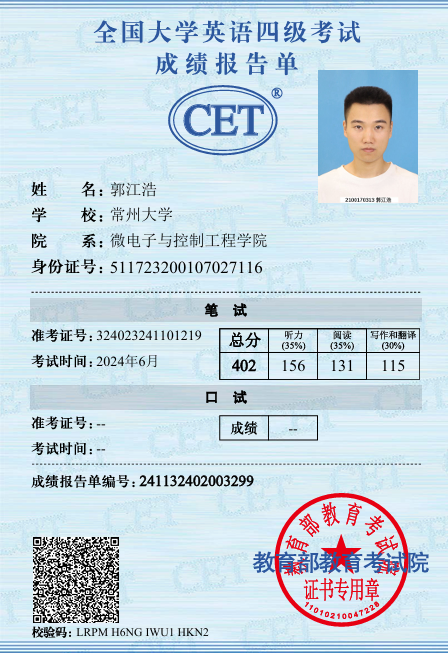 全国大学英语四级考试
成绩报告单
CET®
2100170313 郭江浩
姓 名：郭江浩
学 校：常州大学
院 系：微电子与控制工程学院
身份证号：511723200107027116
笔 试
准考证号：324023241101219
考试时间：2024年6月
总分 听力(35%) 阅读(35%) 写作和翻译(30%)
402 156 131 115
口 试
准考证号：--
考试时间：--
成绩 --
成绩报告单编号：241132402003299
教育部教育考试院
教育部教育考试院
证书专用章
11010210047226
校验码：LRPM H6NG IWU1 HKN2